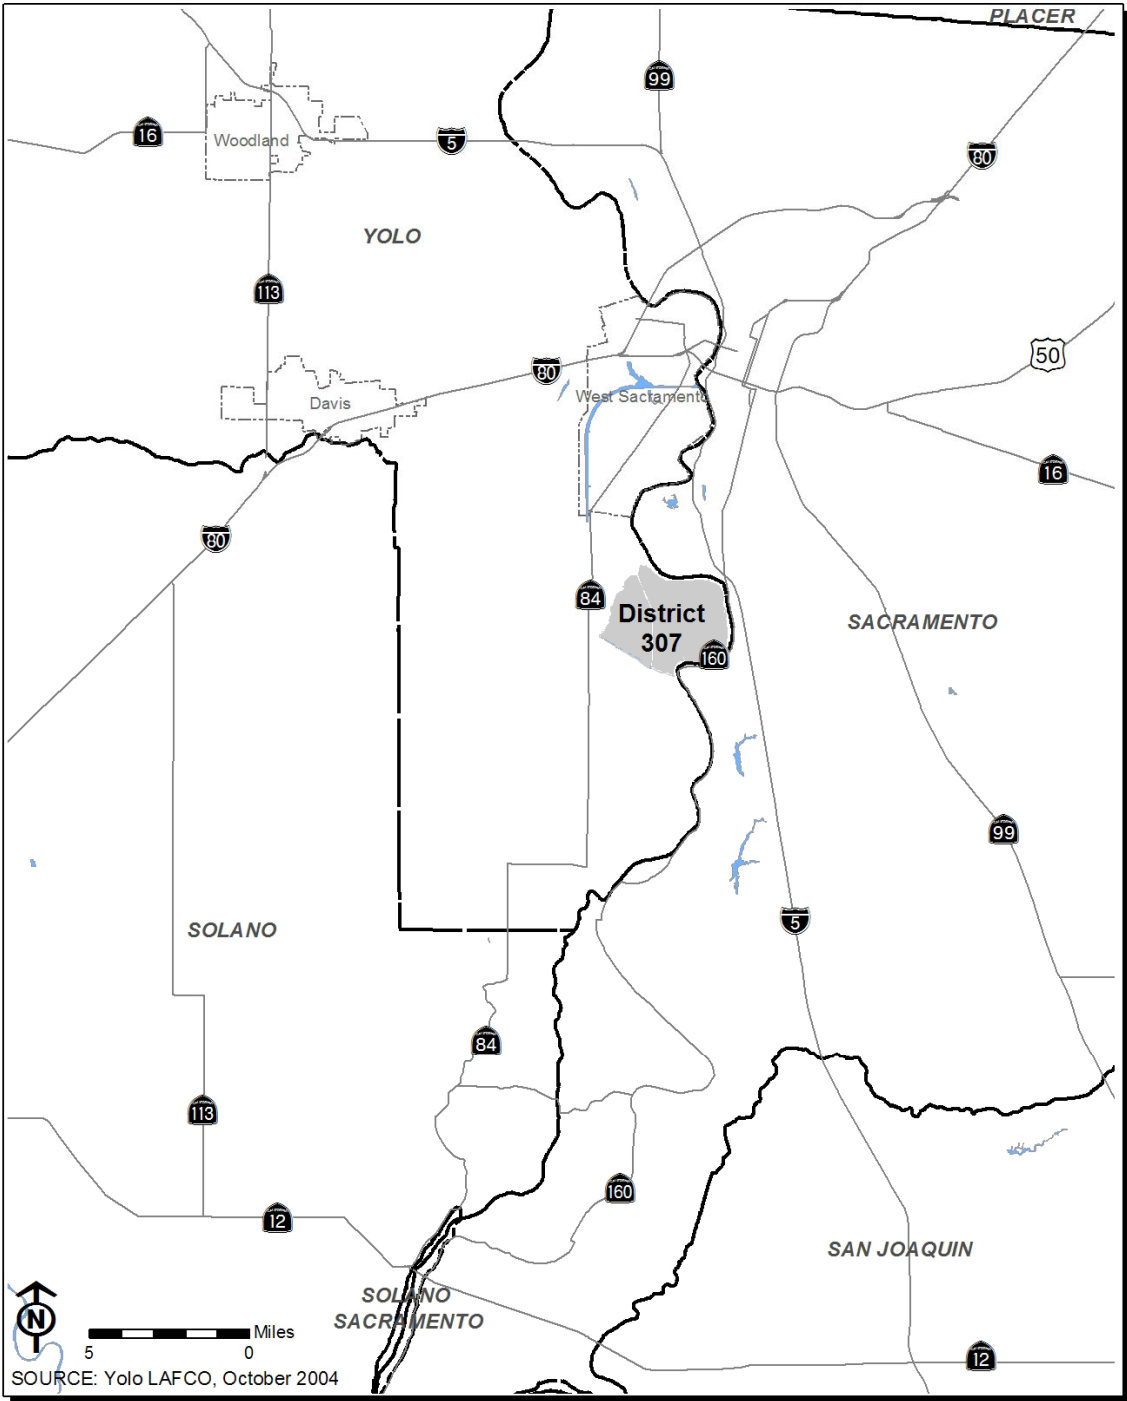 PLACER
99
16
Woodland
5
80
YOLO
113
50
80
Davis
West Sacramento
16
80
84
District
307
160
SACRAMENTO
99
5
SOLANO
84
113
160
12
SAN JOAQUIN
SOLANO
SACRAMENTO
N
Miles
5 0
12
SOURCE: Yolo LAFCO, October 2004